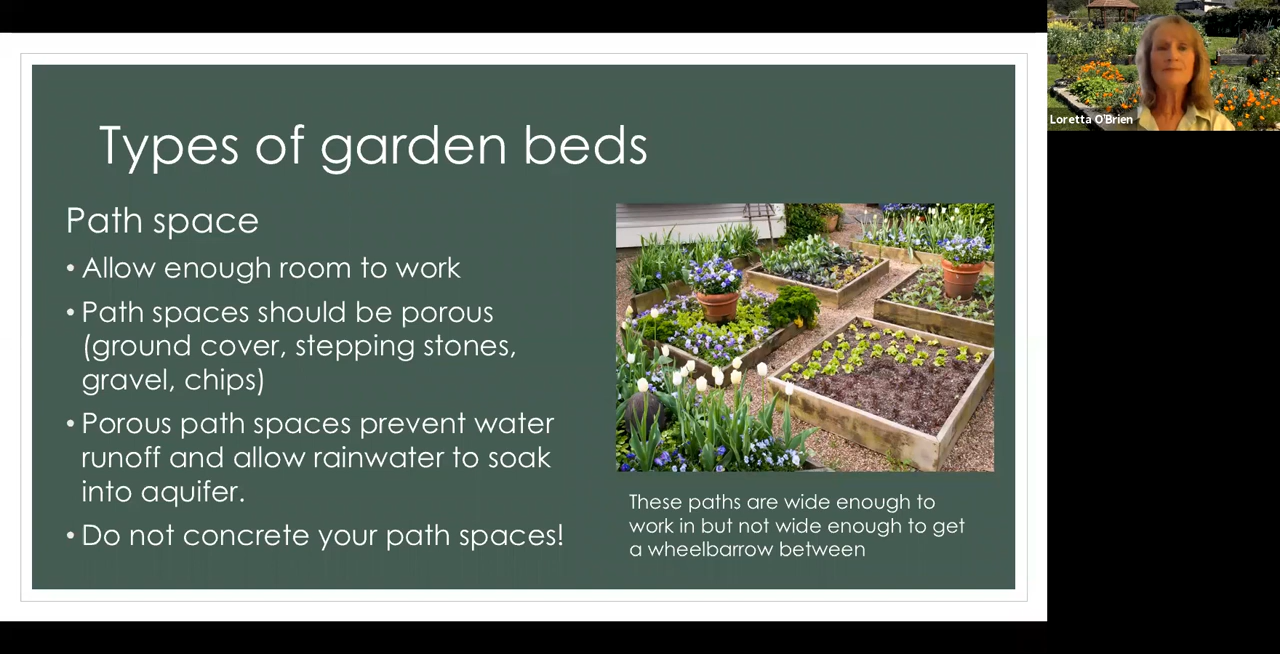 Types of garden beds
Path space
• Allow enough room to work
• Path spaces should be porous
(ground cover, stepping stones,
gravel, chips)
• Porous path spaces prevent water
runoff and allow rainwater to soak
into aquifer.
• Do not concrete your path spaces!
These paths are wide enough to
work in but not wide enough to get
a wheelbarrow between
Loretta O'Brien